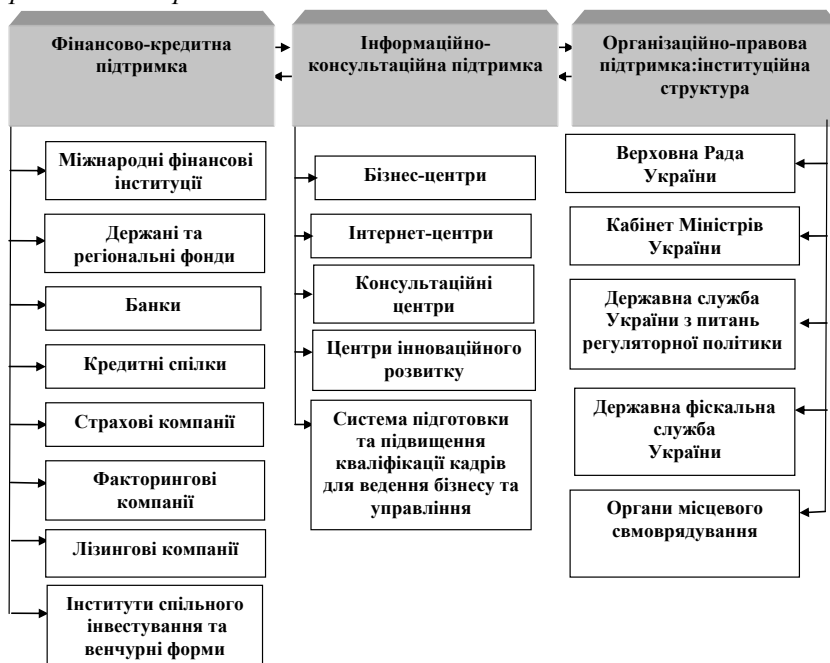 Фінансово-кредитна
підтримка
Інформаційно-
консультаційна підтримка
Організаційно-правова
підтримка:інституційна
структура
Міжнародні фінансові
інституції
Держані та
регіональні фонди
Банки
Кредитні спілки
Страхові компанії
Факторингові
компанії
Лізингові компанії
Інститути спільного
інвестування та
венчурні форми
Бізнес-центри
Інтернет-центри
Консультаційні
центри
Центри інноваційного
розвитку
Система підготовки
та підвищення
кваліфікації кадрів
для ведення бізнесу та
управління
Верховна Рада
України
Кабінет Міністрів
України
Державна служба
України з питань
регуляторної політики
Державна фіскальна
служба
України
Органи місцевого
свмоврядування